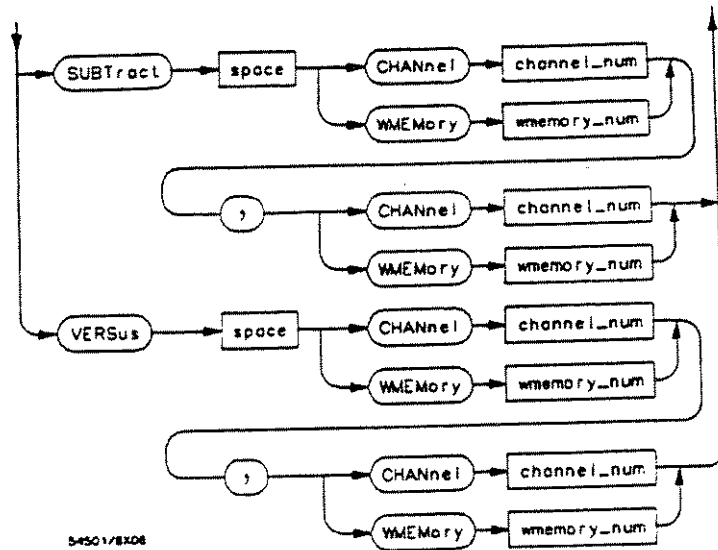 SUBTract space CHANnel channel_num
WMEMory wmemory_num
, CHANnel channel_num
WMEMory wmemory_num
VERSus space CHANnel channel_num
WMEMory wmemory_num
, CHANnel channel_num
WMEMory wmemory_num
54501/BX08